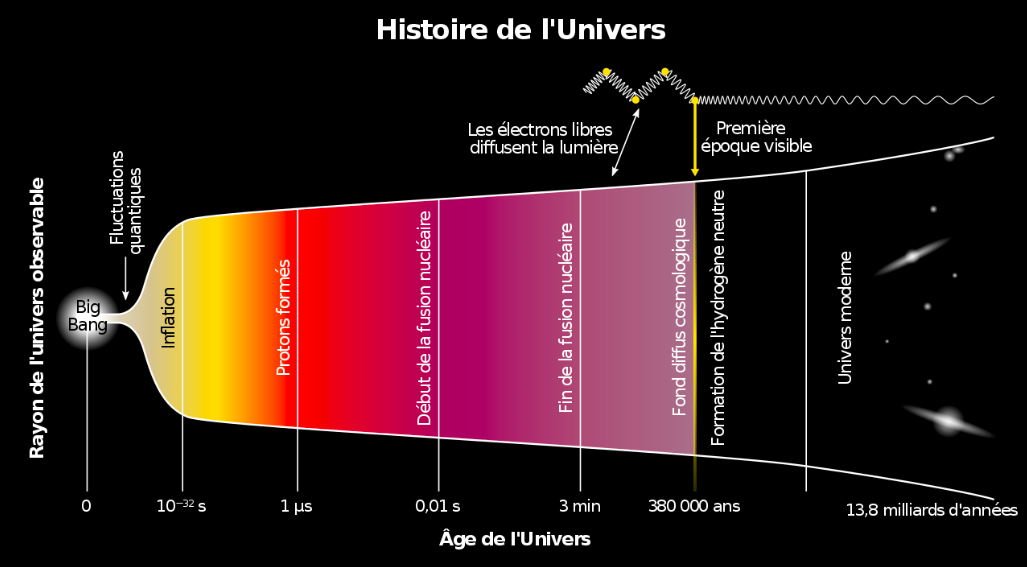 Histoire de l'Univers
Les électrons libres
diffusent la lumière
Première
époque visible
Fluctuations
quantiques
Rayon de l'univers observable
Big
Bang
Inflation
Protons formés
Début de la fusion nucléaire
Fin de la fusion nucléaire
Fond diffus cosmologique
Formation de l'hydrogène neutre
Univers moderne
0
10⁻³² s
1 µs
0,01 s
3 min
380 000 ans
13,8 milliards d'années
Âge de l'Univers